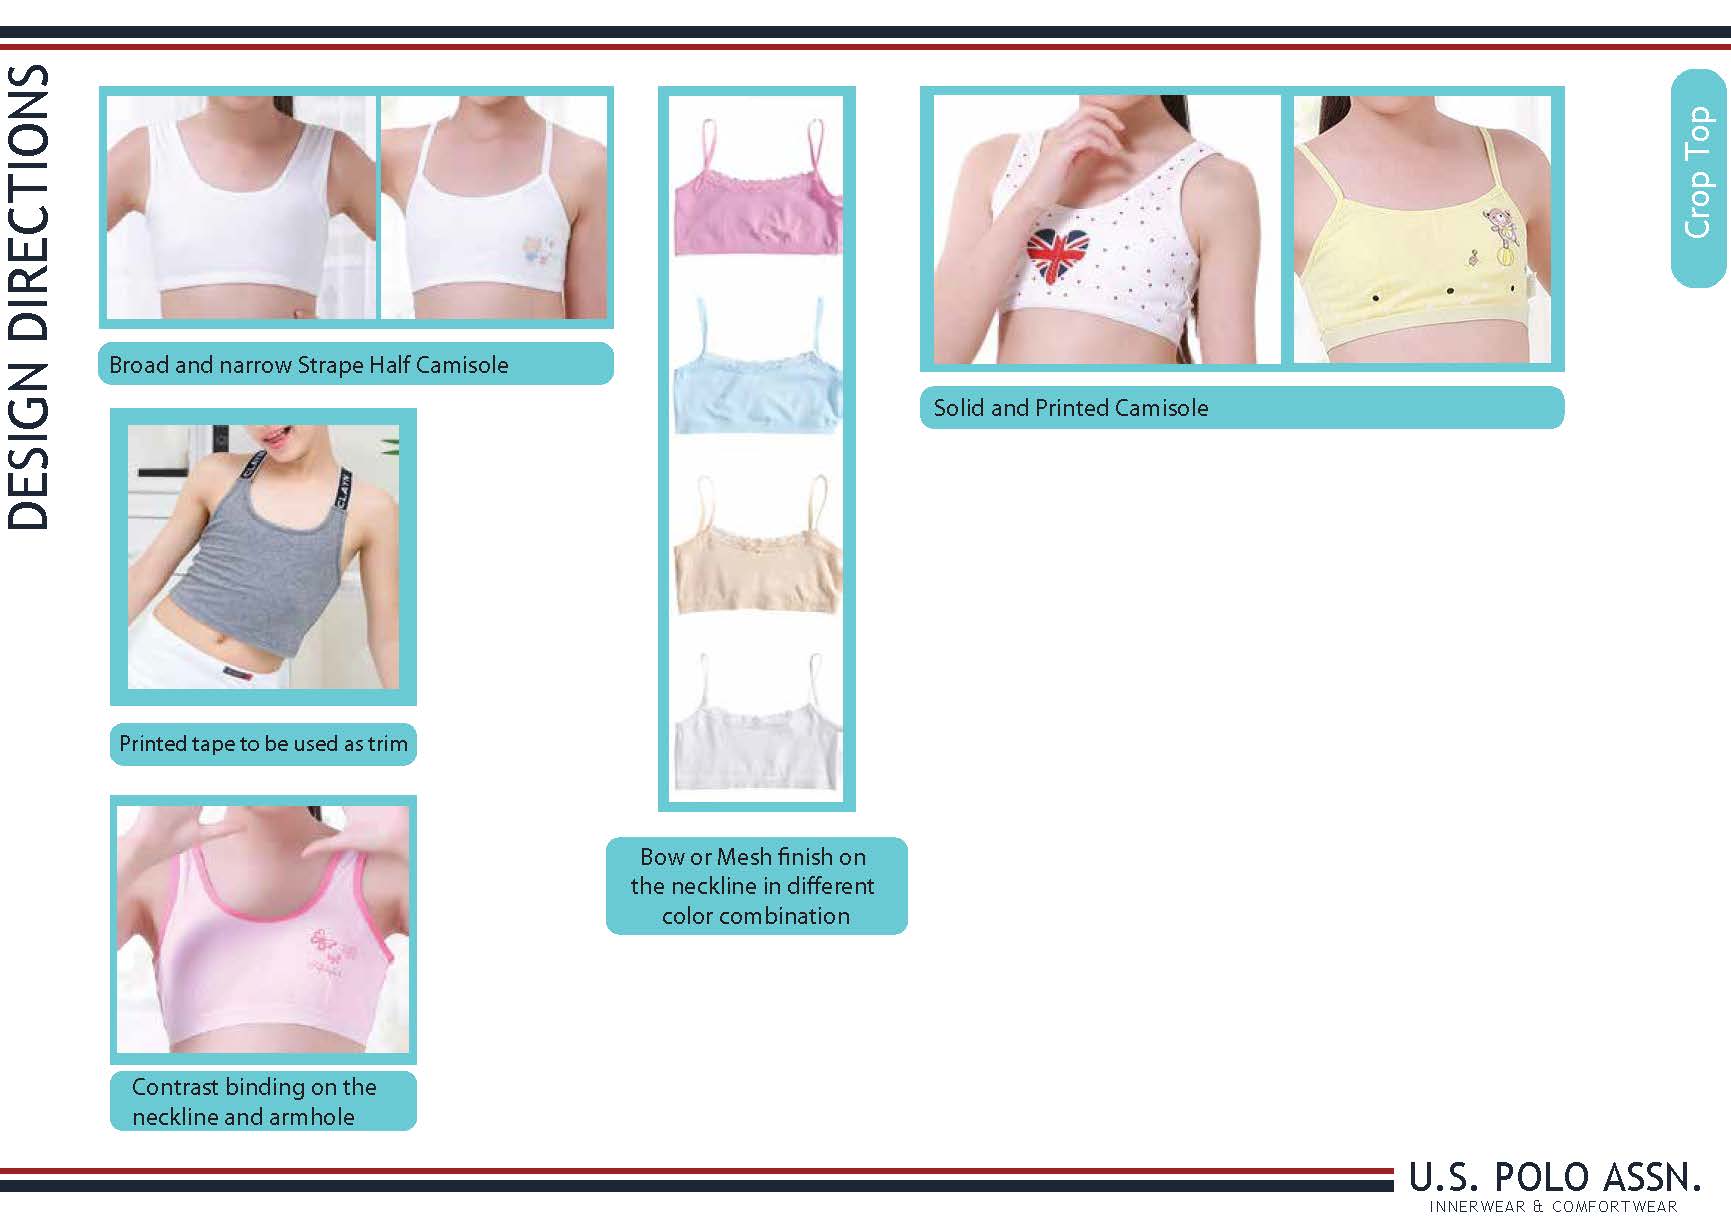 DESIGN DIRECTIONS
Crop Top
Broad and narrow Strape Half Camisole
Solid and Printed Camisole
Printed tape to be used as trim
Bow or Mesh finish on
the neckline in different
color combination
Contrast binding on the
neckline and armhole
U.S. POLO ASSN.
INNERWEAR & COMFORTWEAR